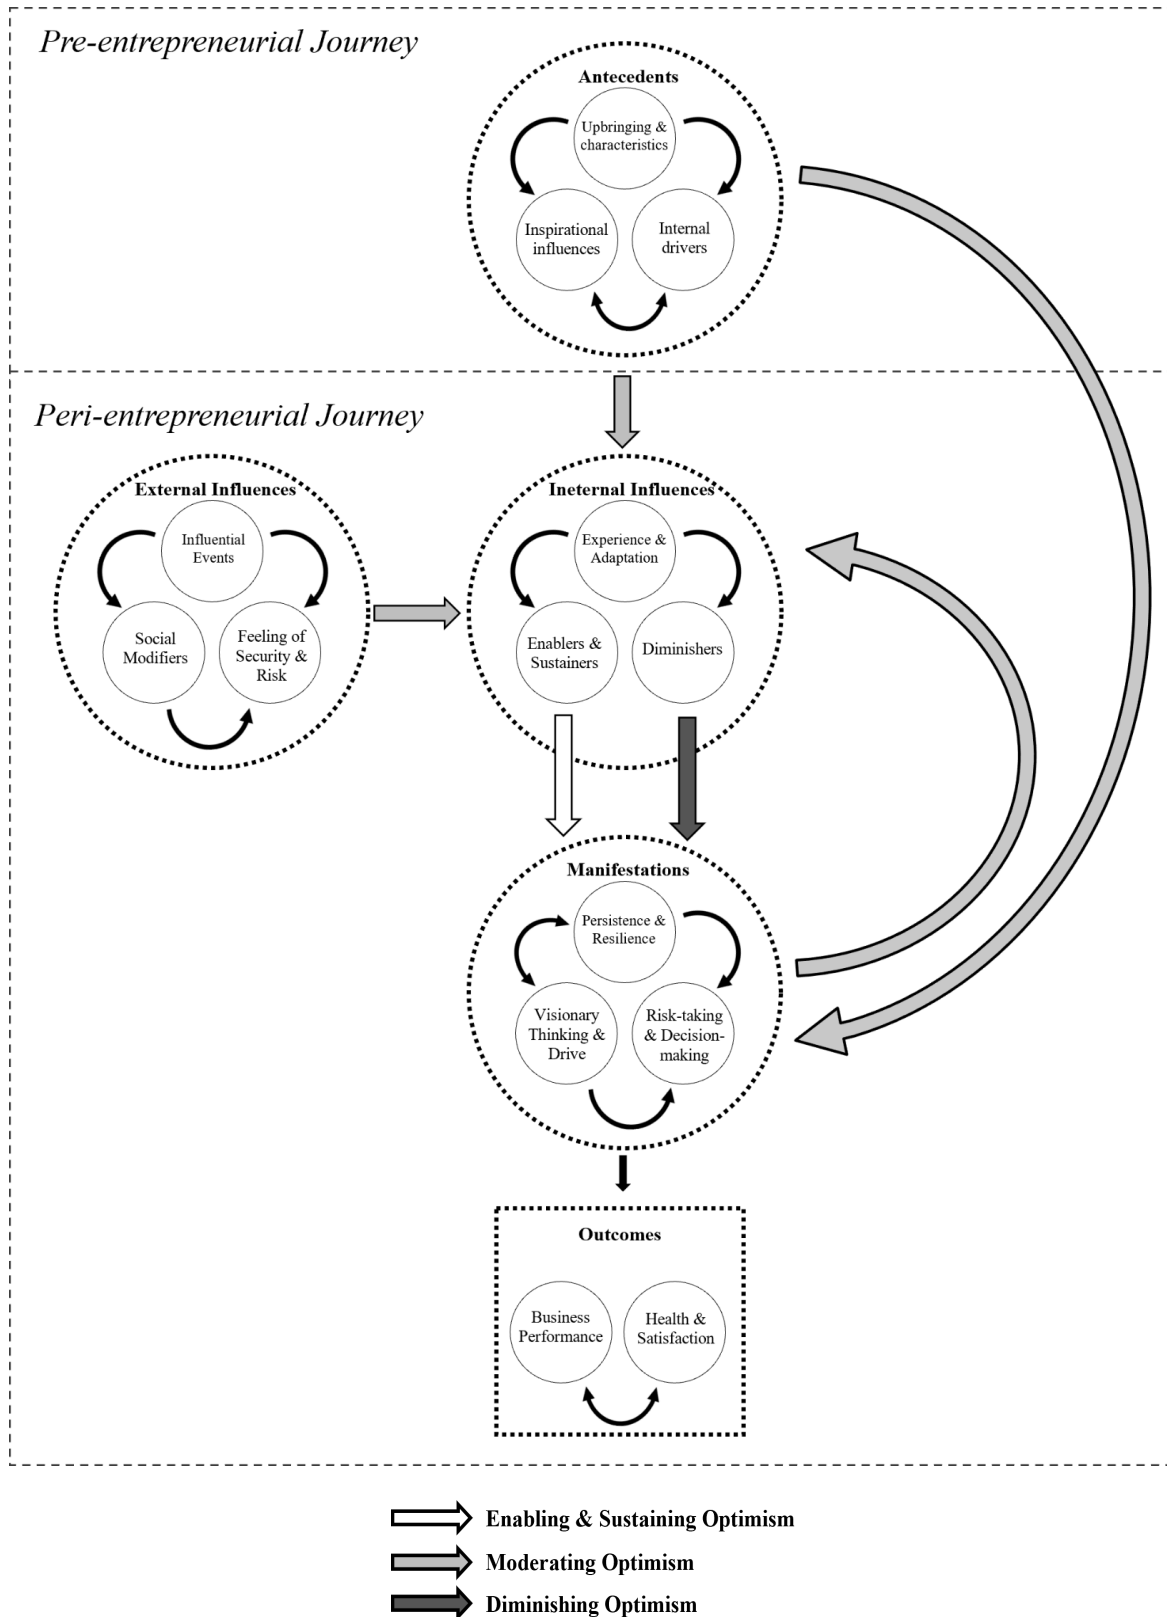 Pre-entrepreneurial Journey
Antecedents
Upbringing &
characteristics
Inspirational
influences
Internal
drivers
Peri-entrepreneurial Journey
External Influences
Influential
Events
Social
Modifiers
Feeling of
Security &
Risk
Ineternal Influences
Experience &
Adaptation
Enablers &
Sustainers
Diminishers
Manifestations
Persistence &
Resilience
Visionary
Thinking &
Drive
Risk-taking
& Decision-
making
Outcomes
Business
Performance
Health &
Satisfaction
Enabling & Sustaining Optimism
Moderating Optimism
Diminishing Optimism